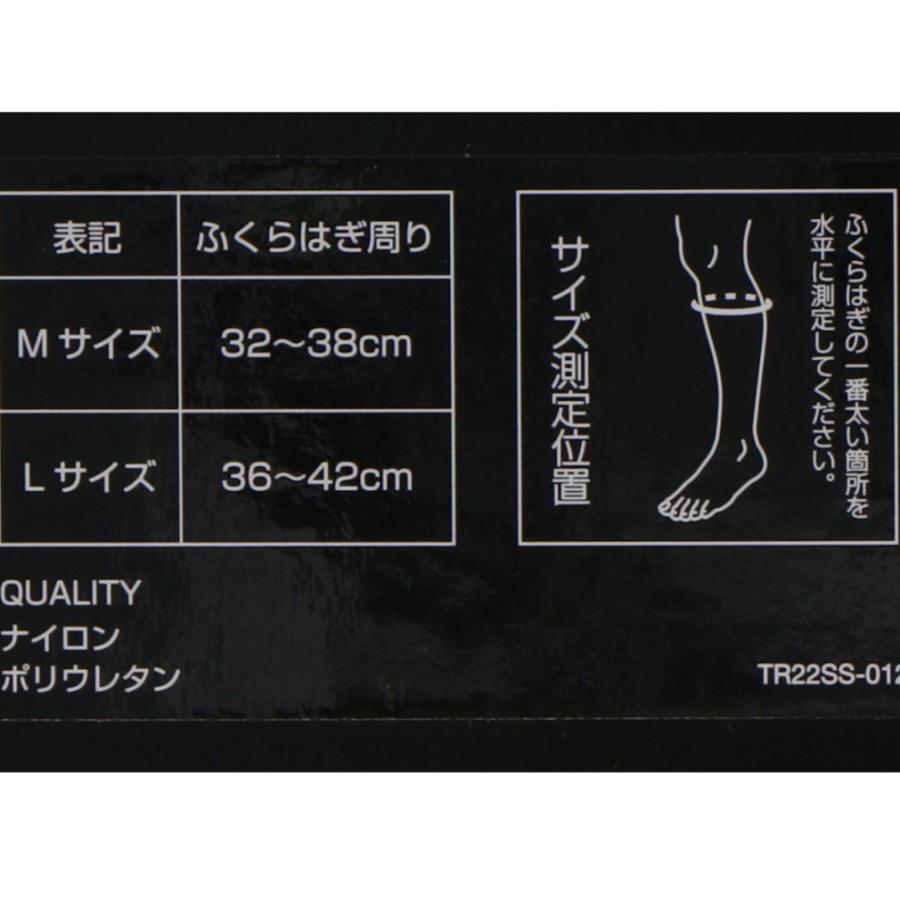 表記 ふくらはぎ周り
Mサイズ 32〜38cm
Lサイズ 36〜42cm
サイズ測定位置
ふくらはぎの一番太い箇所を
水平に測定してください。
QUALITY
ナイロン
ポリウレタン
TR22SS-012